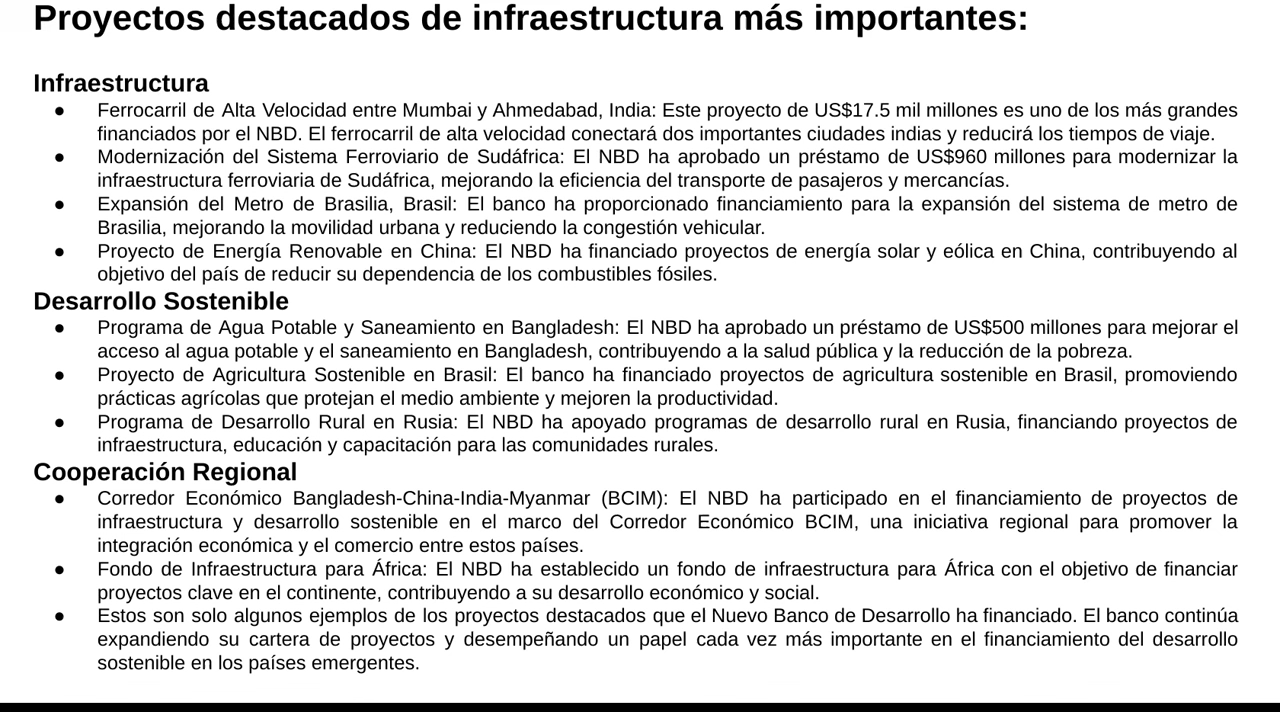 Proyectos destacados de infraestructura más importantes:
Infraestructura
● Ferrocarril de Alta Velocidad entre Mumbai y Ahmedabad, India: Este proyecto de US$17.5 mil millones es uno de los más grandes
financiados por el NBD. El ferrocarril de alta velocidad conectará dos importantes ciudades indias y reducirá los tiempos de viaje.
● Modernización del Sistema Ferroviario de Sudáfrica: El NBD ha aprobado un préstamo de US$960 millones para modernizar la
infraestructura ferroviaria de Sudáfrica, mejorando la eficiencia del transporte de pasajeros y mercancías.
● Expansión del Metro de Brasilia, Brasil: El banco ha proporcionado financiamiento para la expansión del sistema de metro de
Brasilia, mejorando la movilidad urbana y reduciendo la congestión vehicular.
● Proyecto de Energía Renovable en China: El NBD ha financiado proyectos de energía solar y eólica en China, contribuyendo al
objetivo del país de reducir su dependencia de los combustibles fósiles.
Desarrollo Sostenible
● Programa de Agua Potable y Saneamiento en Bangladesh: El NBD ha aprobado un préstamo de US$500 millones para mejorar el
acceso al agua potable y el saneamiento en Bangladesh, contribuyendo a la salud pública y la reducción de la pobreza.
● Proyecto de Agricultura Sostenible en Brasil: El banco ha financiado proyectos de agricultura sostenible en Brasil, promoviendo
prácticas agrícolas que protejan el medio ambiente y mejoren la productividad.
● Programa de Desarrollo Rural en Rusia: El NBD ha apoyado programas de desarrollo rural en Rusia, financiando proyectos de
infraestructura, educación y capacitación para las comunidades rurales.
Cooperación Regional
● Corredor Económico Bangladesh-China-India-Myanmar (BCIM): El NBD ha participado en el financiamiento de proyectos de
infraestructura y desarrollo sostenible en el marco del Corredor Económico BCIM, una iniciativa regional para promover la
integración económica y el comercio entre estos países.
● Fondo de Infraestructura para África: El NBD ha establecido un fondo de infraestructura para África con el objetivo de financiar
proyectos clave en el continente, contribuyendo a su desarrollo económico y social.
● Estos son solo algunos ejemplos de los proyectos destacados que el Nuevo Banco de Desarrollo ha financiado. El banco continúa
expandiendo su cartera de proyectos y desempeñando un papel cada vez más importante en el financiamiento del desarrollo
sostenible en los países emergentes.